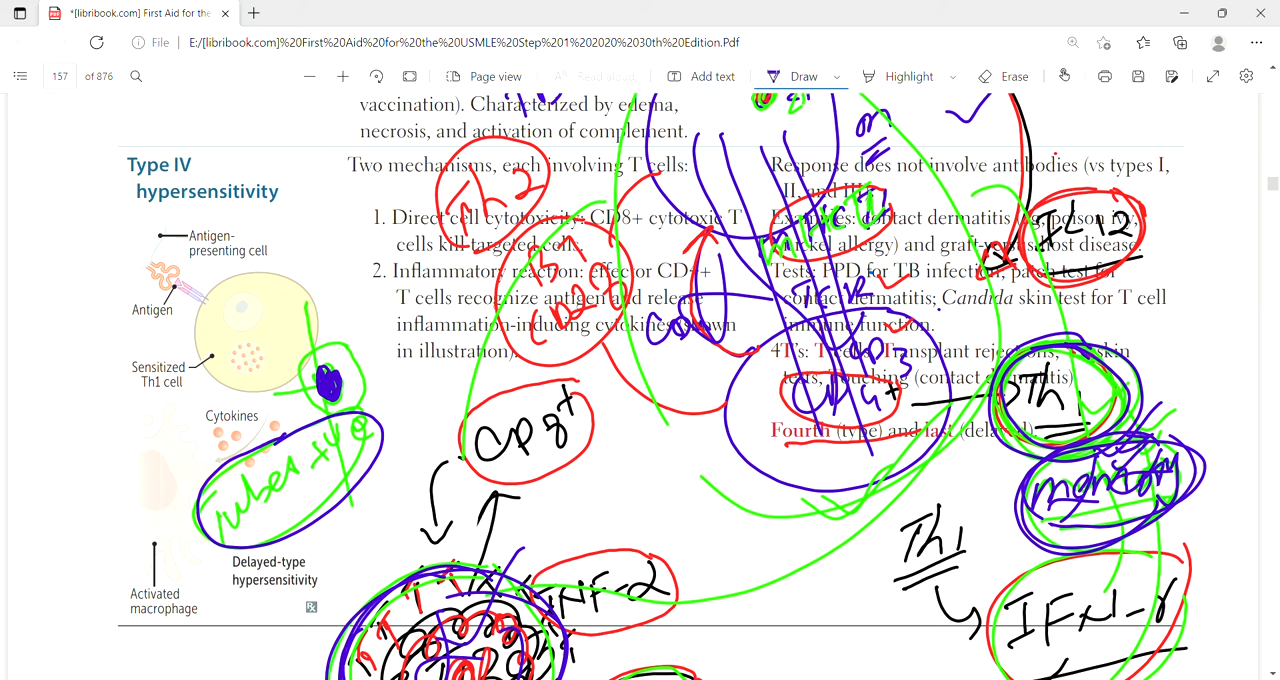 *[libribook.com] First Aid for the
File E:/[libribook.com]%20First%20Aid%20for%20the%20USMLE%20Step%201%202020%2030th%20Edition.Pdf
157 of 876 Page view Read aloud Add text Draw Highlight Erase
vaccination). Characterized by edema,
necrosis, and activation of complement.
Type IV
hypersensitivity
Two mechanisms, each involving T cells:
1. Direct cell cytotoxicity: CD8+ cytotoxic T
cells kill targeted cells.
2. Inflammatory reaction: effector CD4+
T cells recognize antigen and release
inflammation-inducing cytokines (shown
in illustration).
Response does not involve antibodies (vs types I,
II, and III).
Examples: contact dermatitis (eg, poison ivy,
nickel allergy) and graft-versus-host disease.
Tests: PPD for TB infection; patch test for
contact dermatitis; Candida skin test for T cell
immune function.
4T's: T cells, Transplant rejections, TB skin
tests, Touching (contact dermatitis).
Fourth (type) and last (delayed).
Antigen-
presenting cell
Antigen
Sensitized
Th1 cell
Cytokines
Activated
macrophage
Delayed-type
hypersensitivity
Th2
CD28
or
MHC
IL12
TCR
CD3
CD4+
Th1
CD8+
Th1
IFN-γ
TNF-α